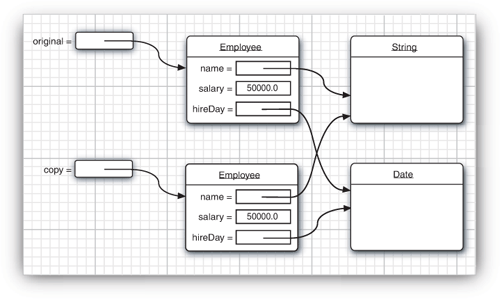 original =
Employee
name =
salary = 50000.0
hireDay =
String
copy =
Employee
name =
salary = 50000.0
hireDay =
Date